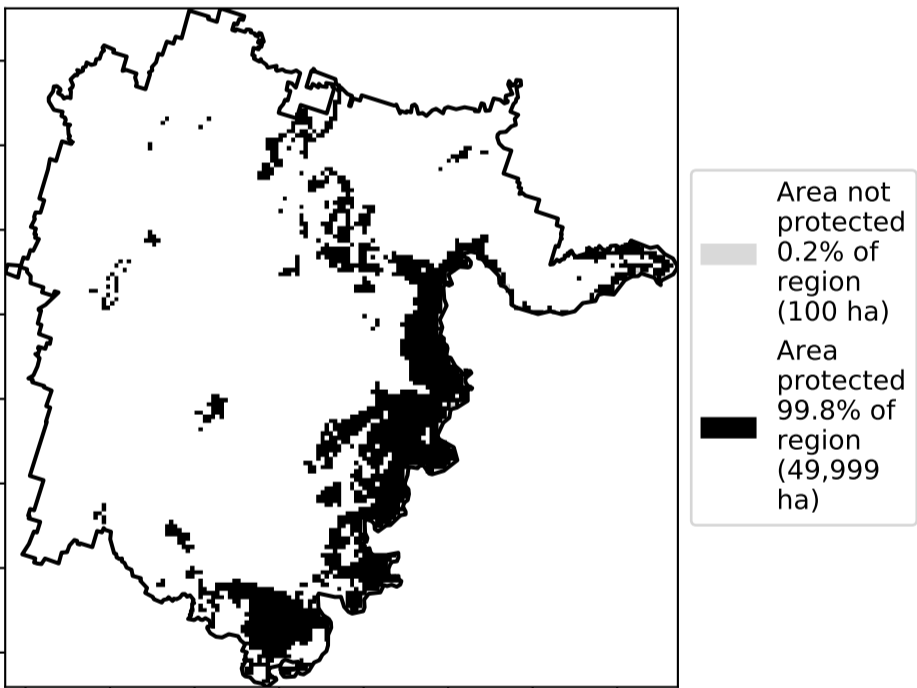 Area not
protected
0.2% of
region
(100 ha)
Area
protected
99.8% of
region
(49,999
ha)